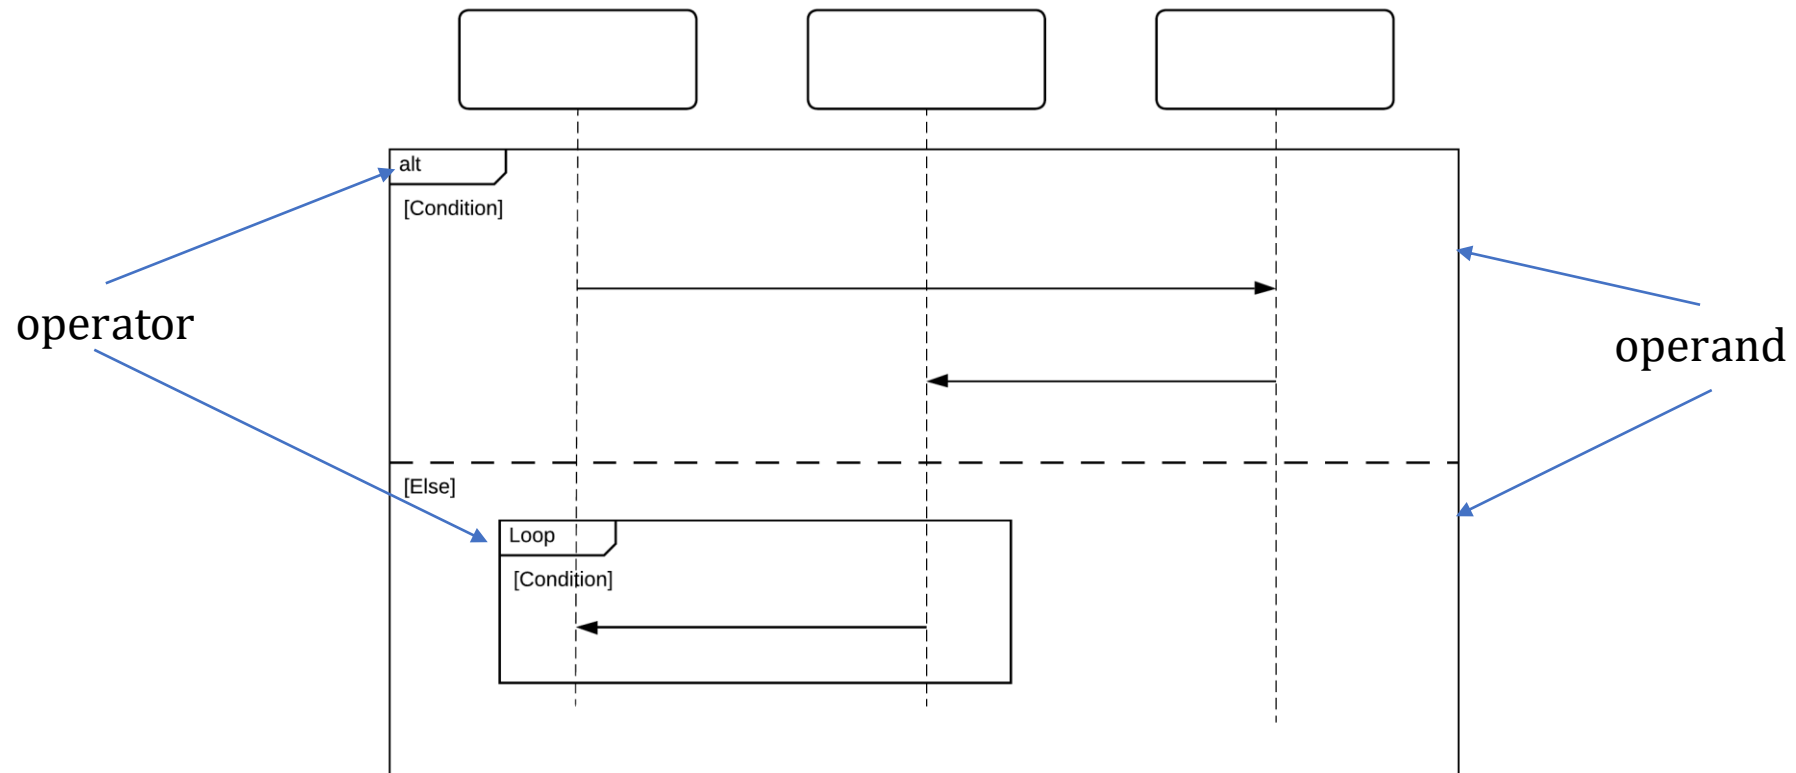 alt
[Condition]
operator
operand
[Else]
Loop
[Condition]